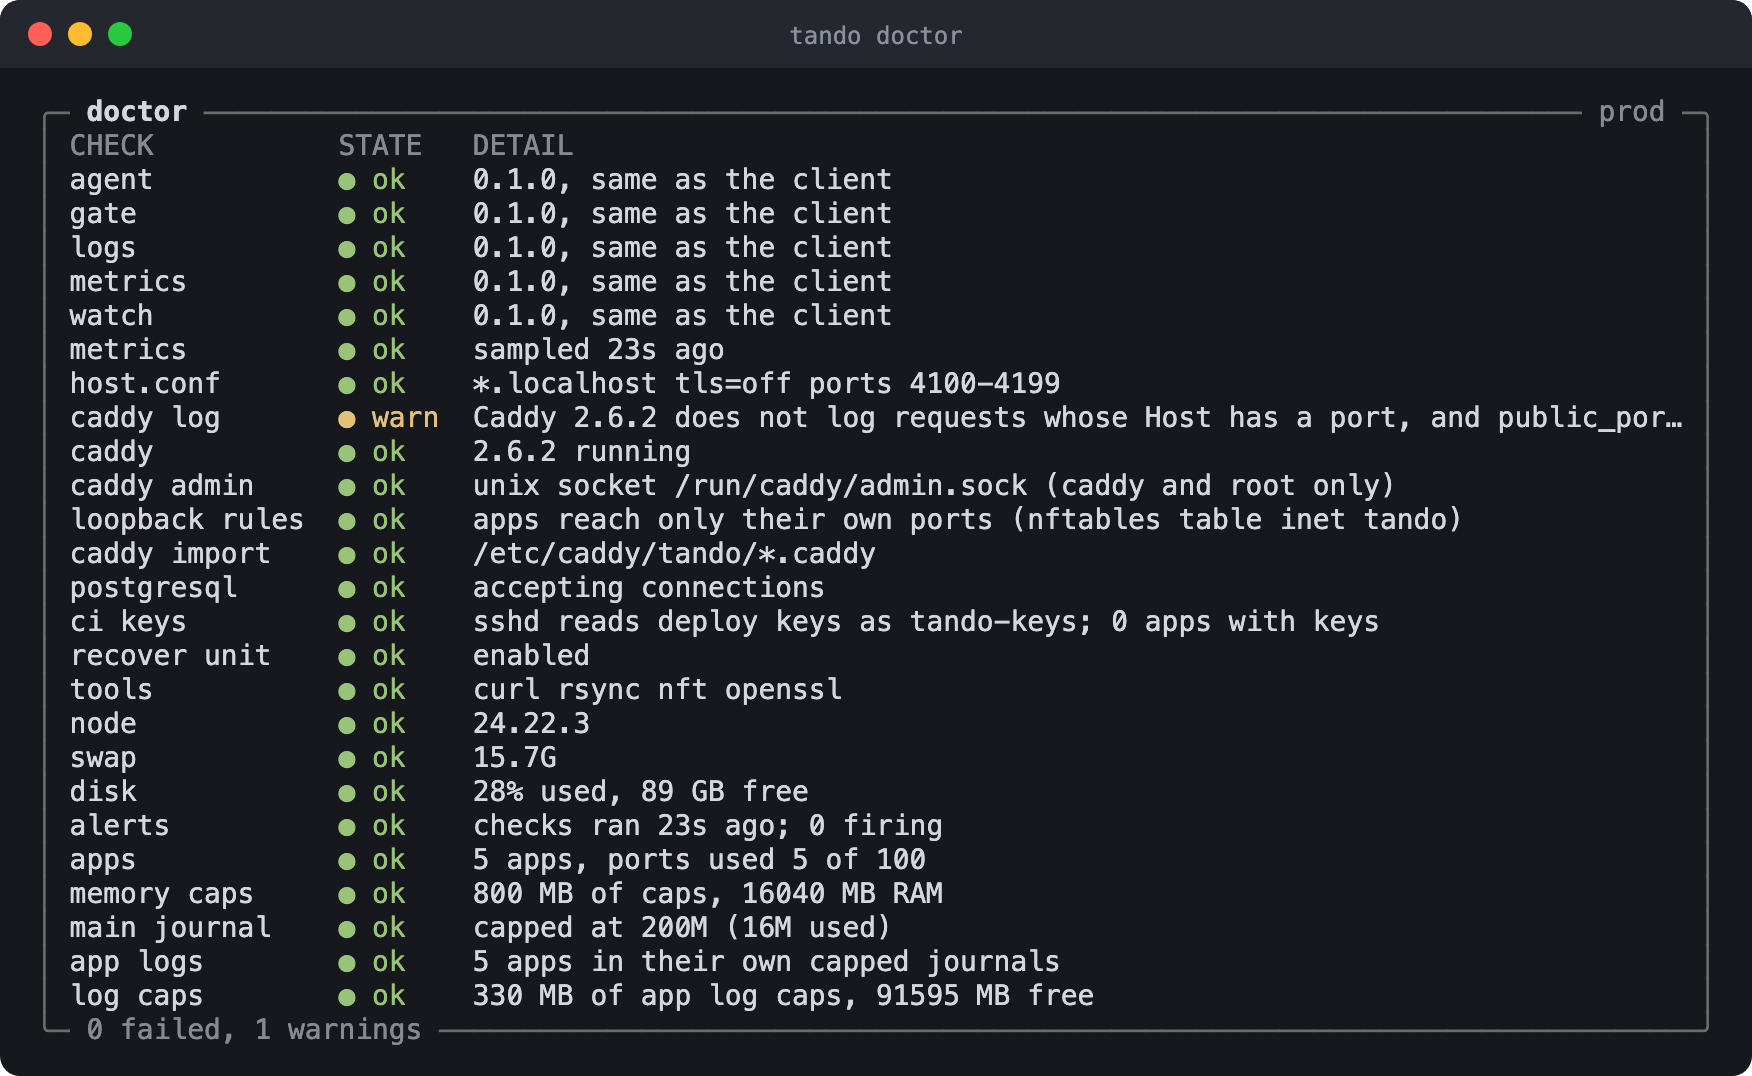 tando doctor
doctor prod
CHECK STATE DETAIL
agent ● ok 0.1.0, same as the client
gate ● ok 0.1.0, same as the client
logs ● ok 0.1.0, same as the client
metrics ● ok 0.1.0, same as the client
watch ● ok 0.1.0, same as the client
metrics ● ok sampled 23s ago
host.conf ● ok *.localhost tls=off ports 4100-4199
caddy log ● warn Caddy 2.6.2 does not log requests whose Host has a port, and public_por…
caddy ● ok 2.6.2 running
caddy admin ● ok unix socket /run/caddy/admin.sock (caddy and root only)
loopback rules ● ok apps reach only their own ports (nftables table inet tando)
caddy import ● ok /etc/caddy/tando/*.caddy
postgresql ● ok accepting connections
ci keys ● ok sshd reads deploy keys as tando-keys; 0 apps with keys
recover unit ● ok enabled
tools ● ok curl rsync nft openssl
node ● ok 24.22.3
swap ● ok 15.7G
disk ● ok 28% used, 89 GB free
alerts ● ok checks ran 23s ago; 0 firing
apps ● ok 5 apps, ports used 5 of 100
memory caps ● ok 800 MB of caps, 16040 MB RAM
main journal ● ok capped at 200M (16M used)
app logs ● ok 5 apps in their own capped journals
log caps ● ok 330 MB of app log caps, 91595 MB free
0 failed, 1 warnings